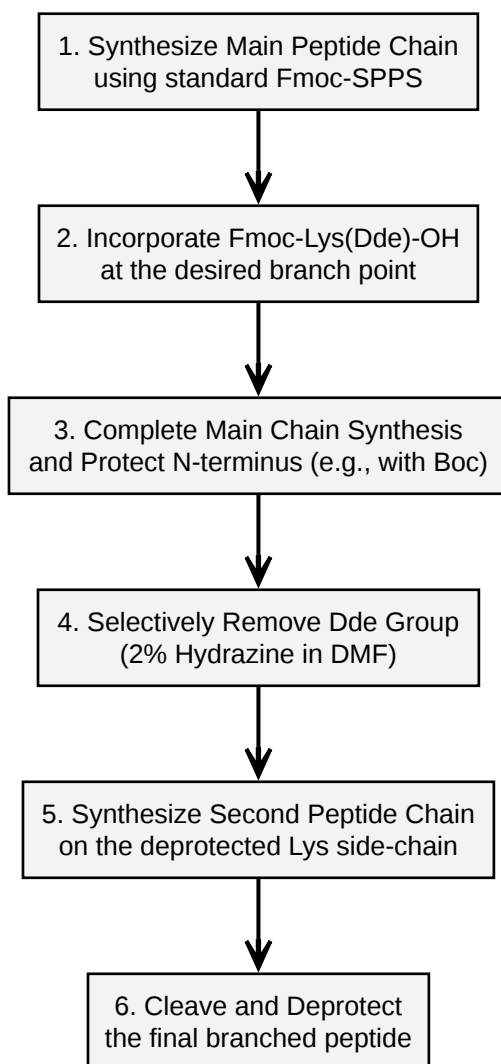 1. Synthesize Main Peptide Chain
using standard Fmoc-SPPS
2. Incorporate Fmoc-Lys(Dde)-OH
at the desired branch point
3. Complete Main Chain Synthesis
and Protect N-terminus (e.g., with Boc)
4. Selectively Remove Dde Group
(2% Hydrazine in DMF)
5. Synthesize Second Peptide Chain
on the deprotected Lys side-chain
6. Cleave and Deprotect
the final branched peptide